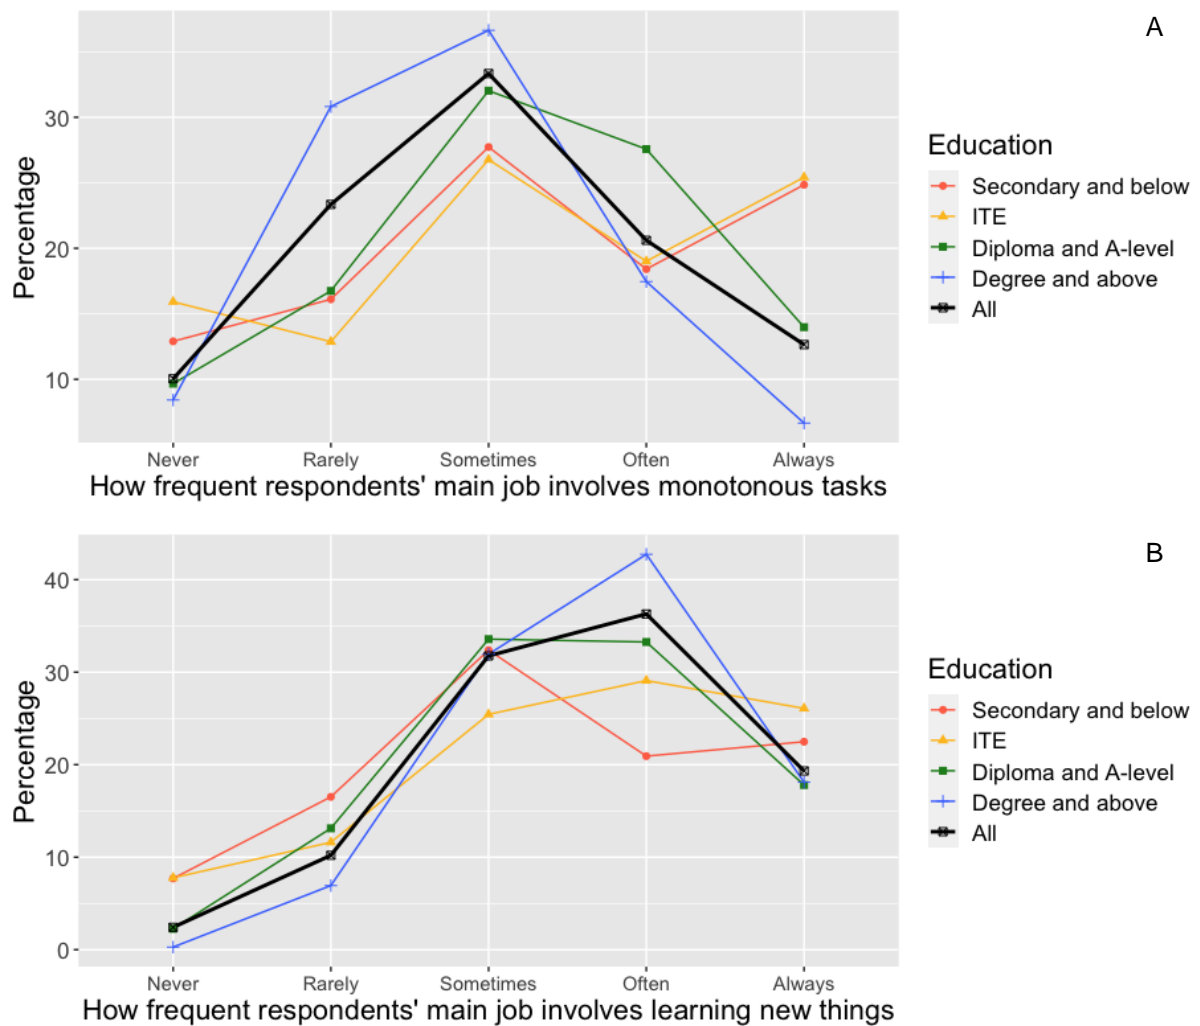 A
Percentage
30
20
10
Never Rarely Sometimes Often Always
How frequent respondents' main job involves monotonous tasks
Education
Secondary and below
ITE
Diploma and A-level
Degree and above
All
B
Percentage
40
30
20
10
0
Never Rarely Sometimes Often Always
How frequent respondents' main job involves learning new things
Education
Secondary and below
ITE
Diploma and A-level
Degree and above
All